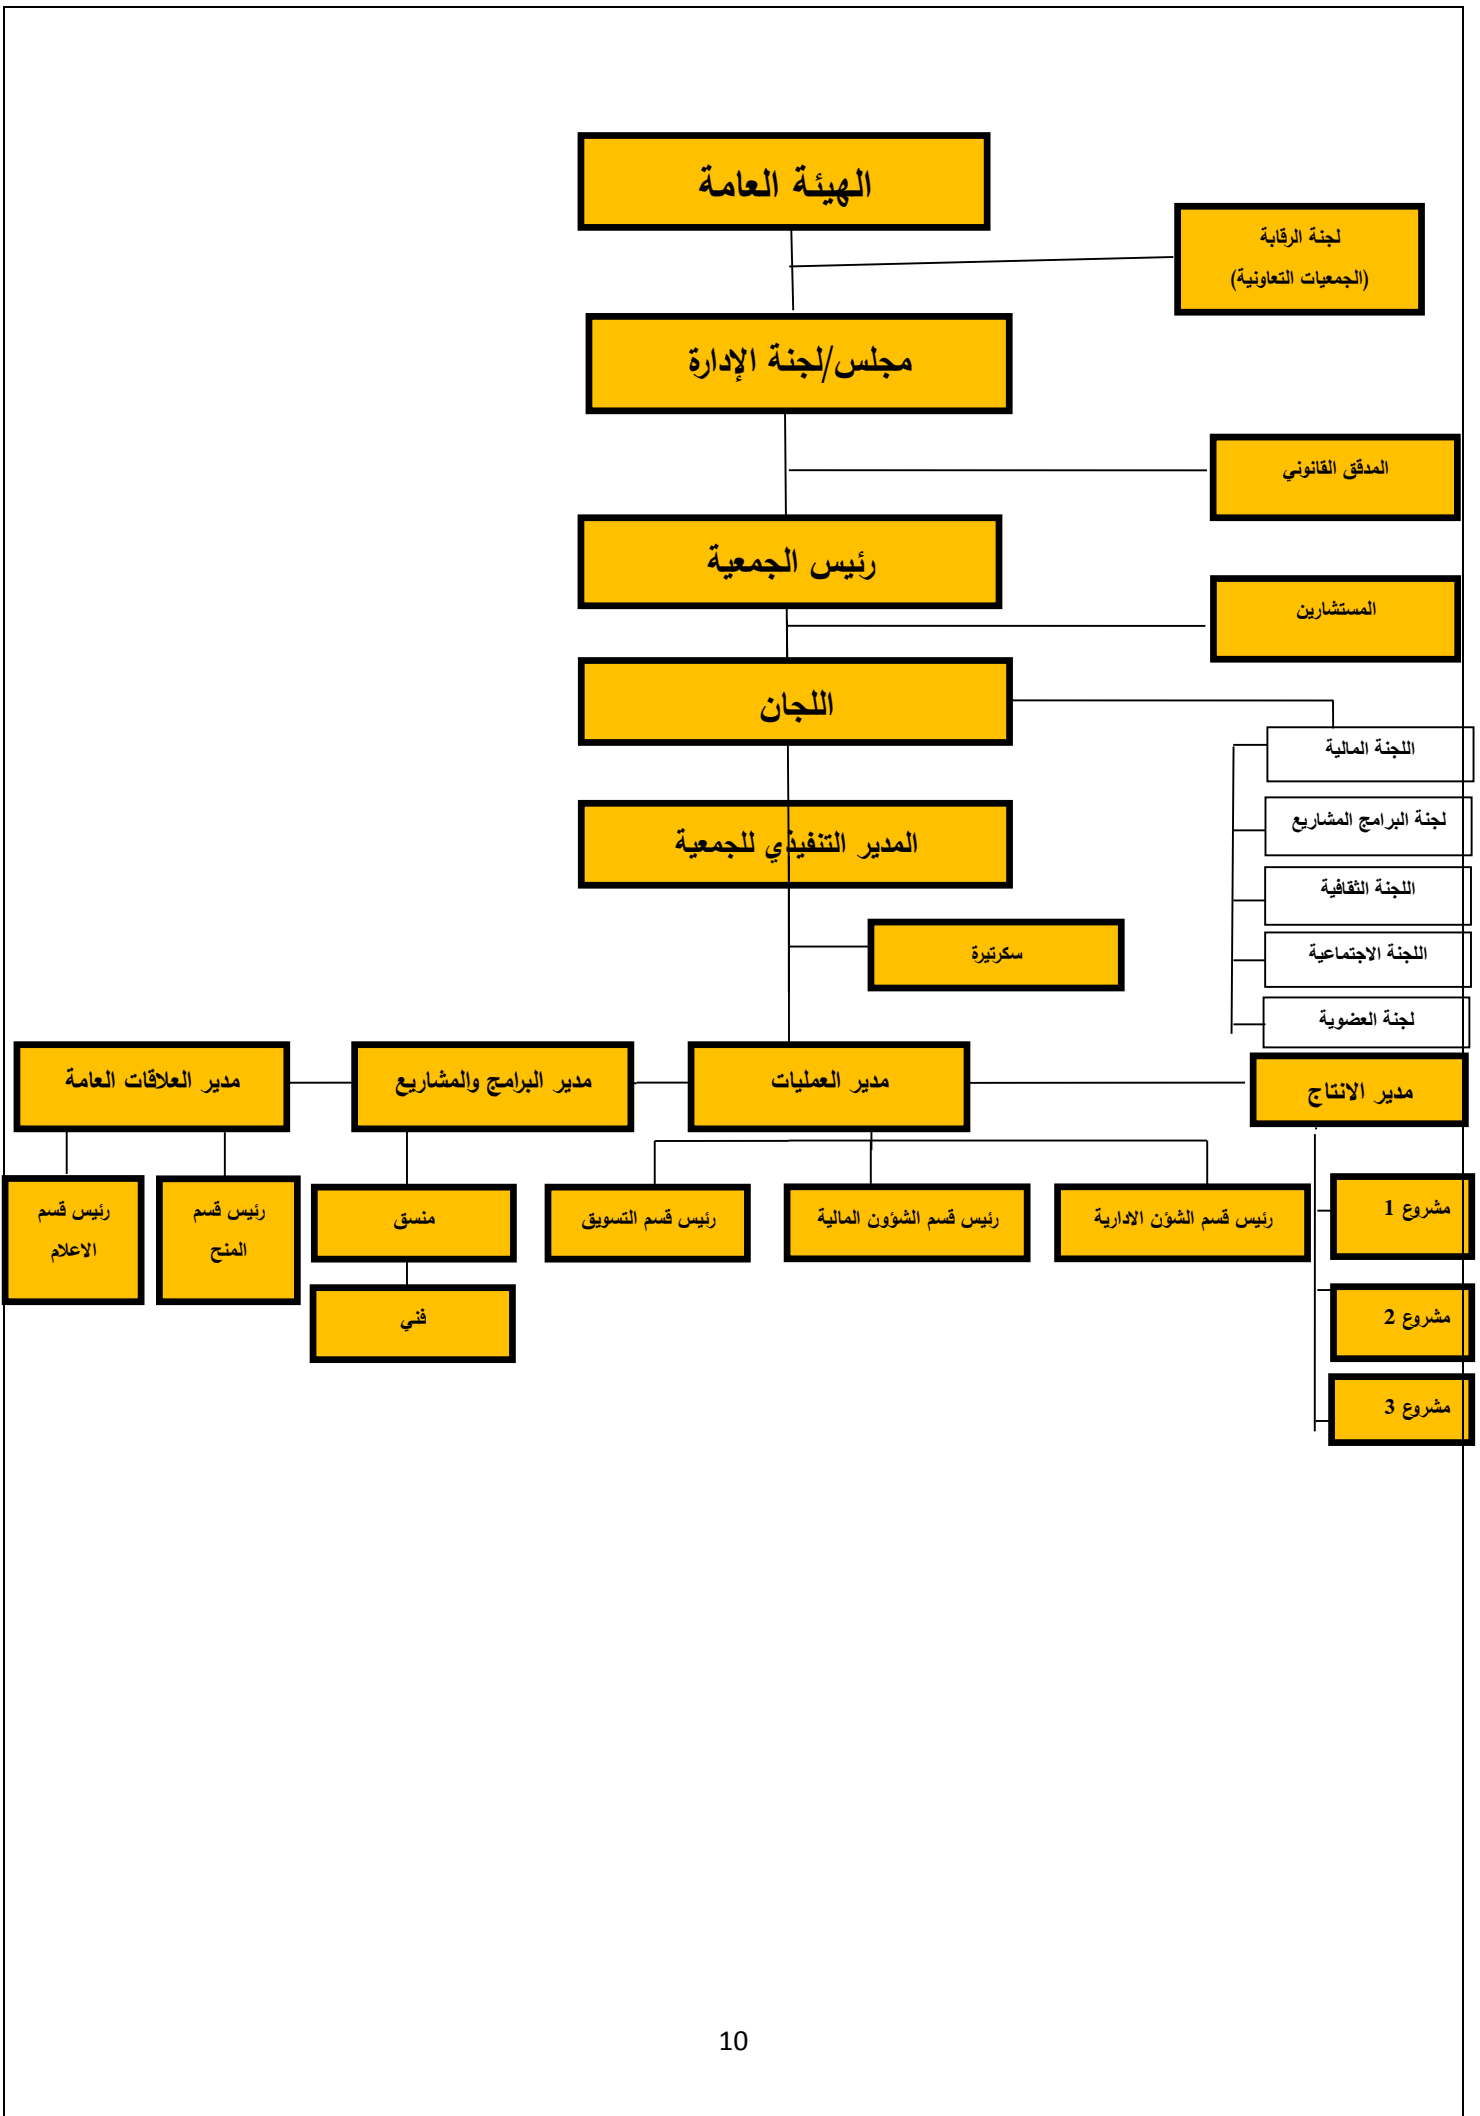 الهيئة العامة
لجنة الرقابة
(الجمعيات التعاونية)
مجلس/لجنة الإدارة
المدقق القانوني
رئيس الجمعية
المستشارين
اللجان
اللجنة المالية
لجنة البرامج المشاريع
المدير التنفيذي للجمعية
اللجنة الثقافية
اللجنة الاجتماعية
سكرتيرة
لجنة العضوية
مدير الانتاج
مدير العمليات
مدير البرامج والمشاريع
مدير العلاقات العامة
مشروع 1
رئيس قسم الشؤن الادارية
رئيس قسم الشؤون المالية
رئيس قسم التسويق
منسق
رئيس قسم
المنح
رئيس قسم
الاعلام
مشروع 2
فني
مشروع 3
10